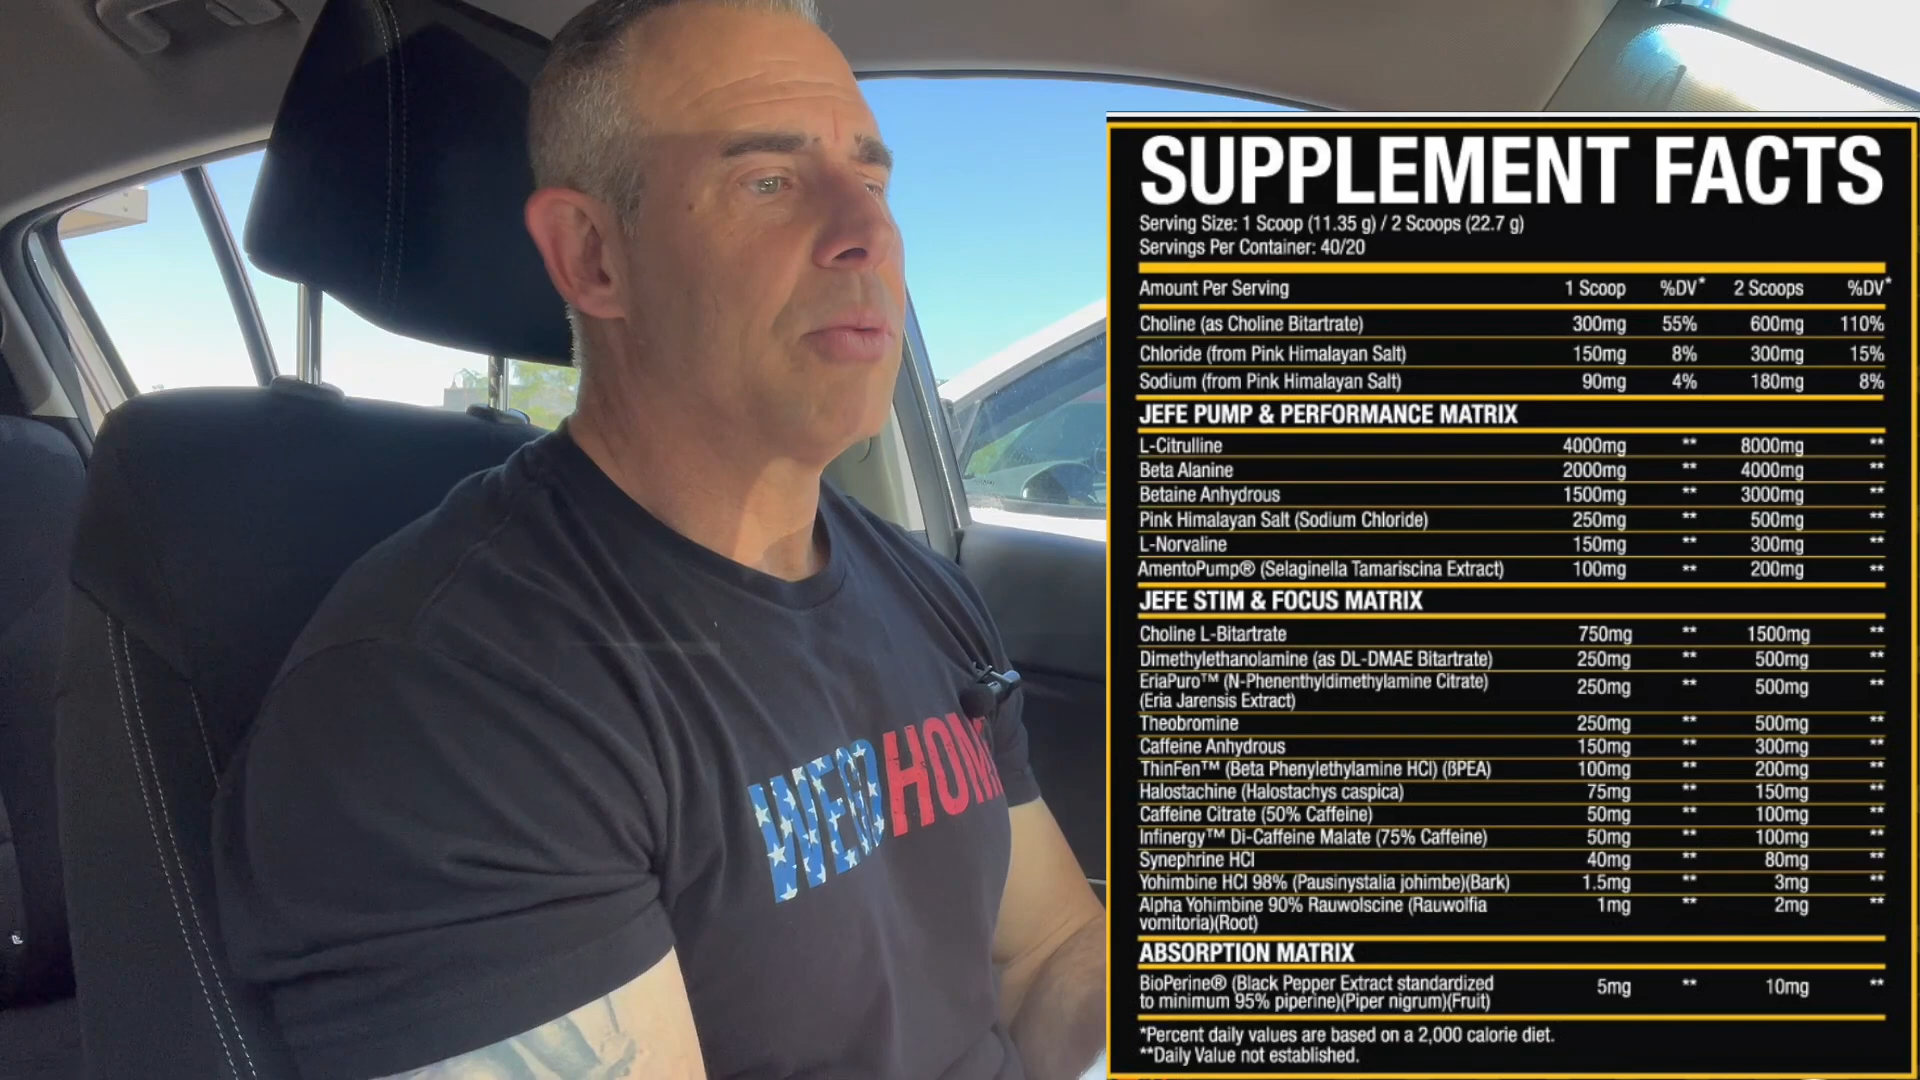 WE GO HOME
SUPPLEMENT FACTS
Serving Size: 1 Scoop (11.35 g) / 2 Scoops (22.7 g)
Servings Per Container: 40/20
Amount Per Serving 1 Scoop %DV* 2 Scoops %DV*
Choline (as Choline Bitartrate) 300mg 55% 600mg 110%
Chloride (from Pink Himalayan Salt) 150mg 8% 300mg 15%
Sodium (from Pink Himalayan Salt) 90mg 4% 180mg 8%
JEFE PUMP & PERFORMANCE MATRIX
L-Citrulline 4000mg ** 8000mg **
Beta Alanine 2000mg ** 4000mg **
Betaine Anhydrous 1500mg ** 3000mg **
Pink Himalayan Salt (Sodium Chloride) 250mg ** 500mg **
L-Norvaline 150mg ** 300mg **
AmentoPump® (Selaginella Tamariscina Extract) 100mg ** 200mg **
JEFE STIM & FOCUS MATRIX
Choline L-Bitartrate 750mg ** 1500mg **
Dimethylethanolamine (as DL-DMAE Bitartrate) 250mg ** 500mg **
EriaPuro™ (N-Phenenthyldimethylamine Citrate)
(Eria Jarensis Extract) 250mg ** 500mg **
Theobromine 250mg ** 500mg **
Caffeine Anhydrous 150mg ** 300mg **
ThinFen™ (Beta Phenylethylamine HCl) (ßPEA) 100mg ** 200mg **
Halostachine (Halostachys caspica) 75mg ** 150mg **
Caffeine Citrate (50% Caffeine) 50mg ** 100mg **
Infinergy™ Di-Caffeine Malate (75% Caffeine) 50mg ** 100mg **
Synephrine HCl 40mg ** 80mg **
Yohimbine HCl 98% (Pausinystalia johimbe)(Bark) 1.5mg ** 3mg **
Alpha Yohimbine 90% Rauwolscine (Rauwolfia
vomitoria)(Root) 1mg ** 2mg **
ABSORPTION MATRIX
BioPerine® (Black Pepper Extract standardized
to minimum 95% piperine)(Piper nigrum)(Fruit) 5mg ** 10mg **
*Percent daily values are based on a 2,000 calorie diet.
**Daily Value not established.